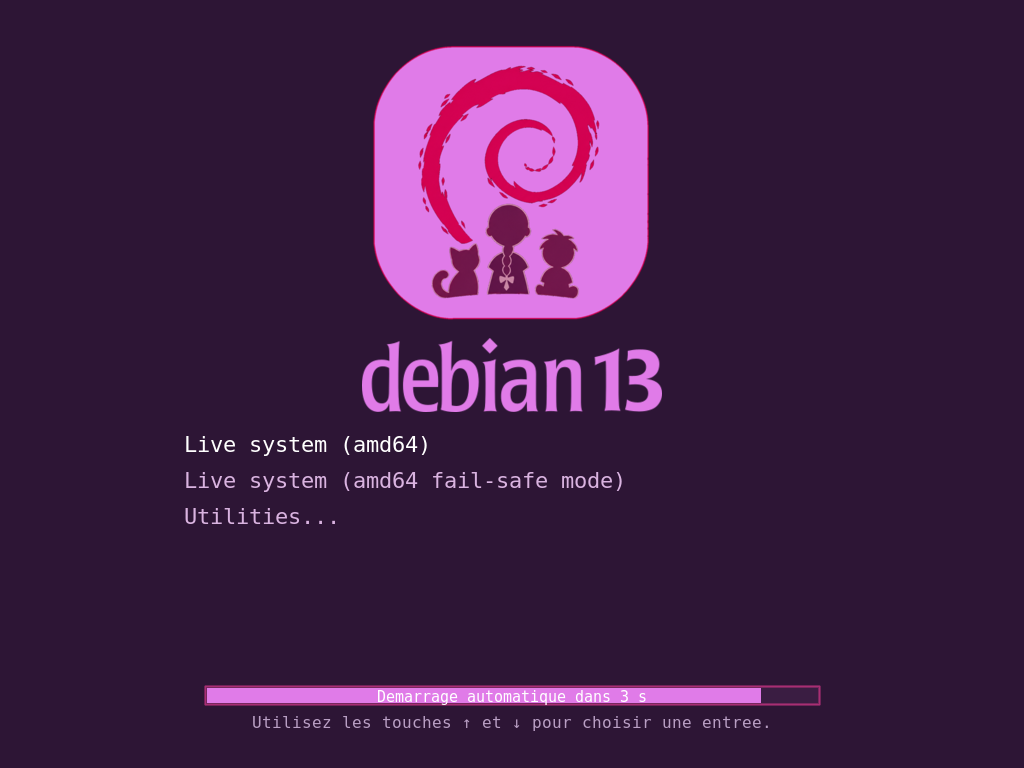 debian 13
Live system (amd64)
Live system (amd64 fail-safe mode)
Utilities...
Demarrage automatique dans 3 s
Utilisez les touches ↑ et ↓ pour choisir une entree.